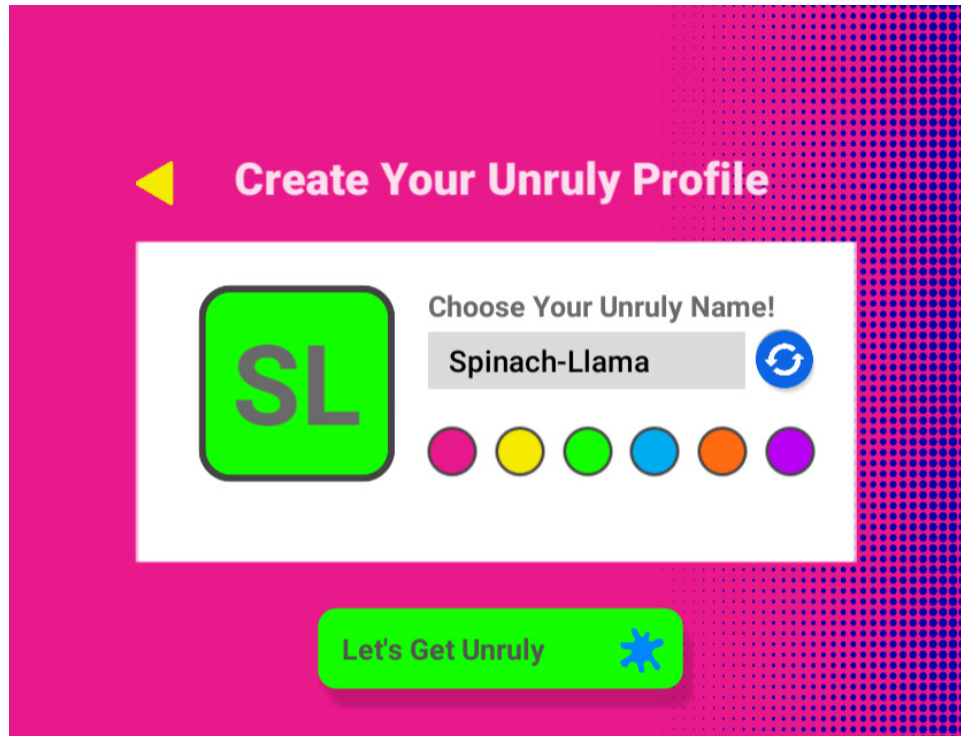 Create Your Unruly Profile
SL
Choose Your Unruly Name!
Spinach-Llama
Let's Get Unruly